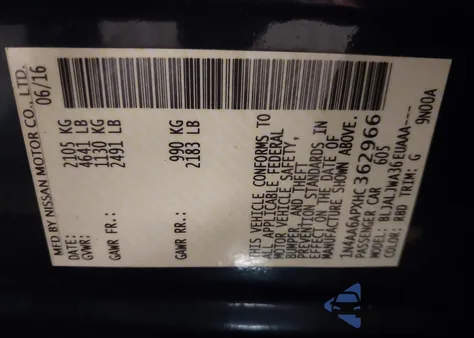 MFD BY NISSAN MOTOR CO., LTD.
DATE: 06/16
GVWR: 2105 KG
4641 LB
GAWR FR: 1130 KG
2491 LB
GAWR RR: 990 KG
2183 LB
THIS VEHICLE CONFORMS TO
ALL APPLICABLE FEDERAL
MOTOR VEHICLE SAFETY,
BUMPER, AND THEFT
PREVENTION STANDARDS IN
EFFECT ON THE DATE OF
MANUFACTURE SHOWN ABOVE.
1N4AA6APXHC362966
PASSENGER CAR 605
MODEL: BLJALJWA36EUAAA---
COLOR: RBD TRIM: G 9N00A